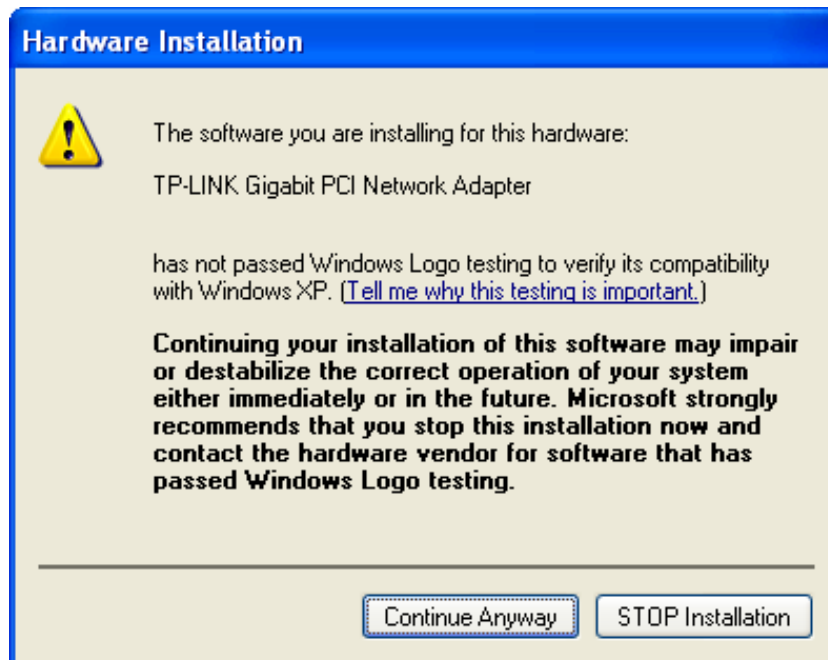 Hardware Installation
The software you are installing for this hardware:
TP-LINK Gigabit PCI Network Adapter
has not passed Windows Logo testing to verify its compatibility
with Windows XP. (Tell me why this testing is important.)
Continuing your installation of this software may impair
or destabilize the correct operation of your system
either immediately or in the future. Microsoft strongly
recommends that you stop this installation now and
contact the hardware vendor for software that has
passed Windows Logo testing.
Continue Anyway
STOP Installation